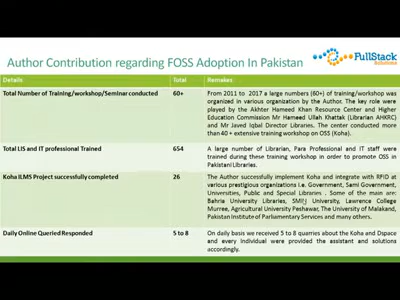 Author Contribution regarding FOSS Adoption In Pakistan
FullStack
Solutions
Details Total Remakes
Total Number of Training/workshop/Seminar conducted 60+ From 2011 to 2017 a large numbers (60+) of training/workshop was
organized in various organization by the Author. The key role were
played by the Akhter Hameed Khan Resource Center and Higher
Education Commission Mr Hameed Ullah Khattak (Librarian AHKRC)
and Mr Javed Iqbal Director Libraries. The center conducted more
than 40 + extensive training workshop on OSS (Koha).
Total LIS and IT professional Trained 654 A large number of Librarian, Para Professional and IT staff were
trained during these training workshop in order to promote OSS in
Pakistani Libraries.
Koha ILMS Project successfully completed 26 The Author successfully implement Koha and integrate with RFID at
various prestigious organizations i.e. Government, Sami Government,
Universities, Public and Special Libraries . Some of the main are:
Bahria University Libraries, SMIU University, Lawrence College
Murree, Agricultural University Peshawar, The University of Malakand,
Pakistan Institute of Parliamentary Services and many others.
Daily Online Queried Responded 5 to 8 On daily basis we received 5 to 8 quarries about the Koha and Dspace
and every individual were provided the assistant and solutions
accordingly.